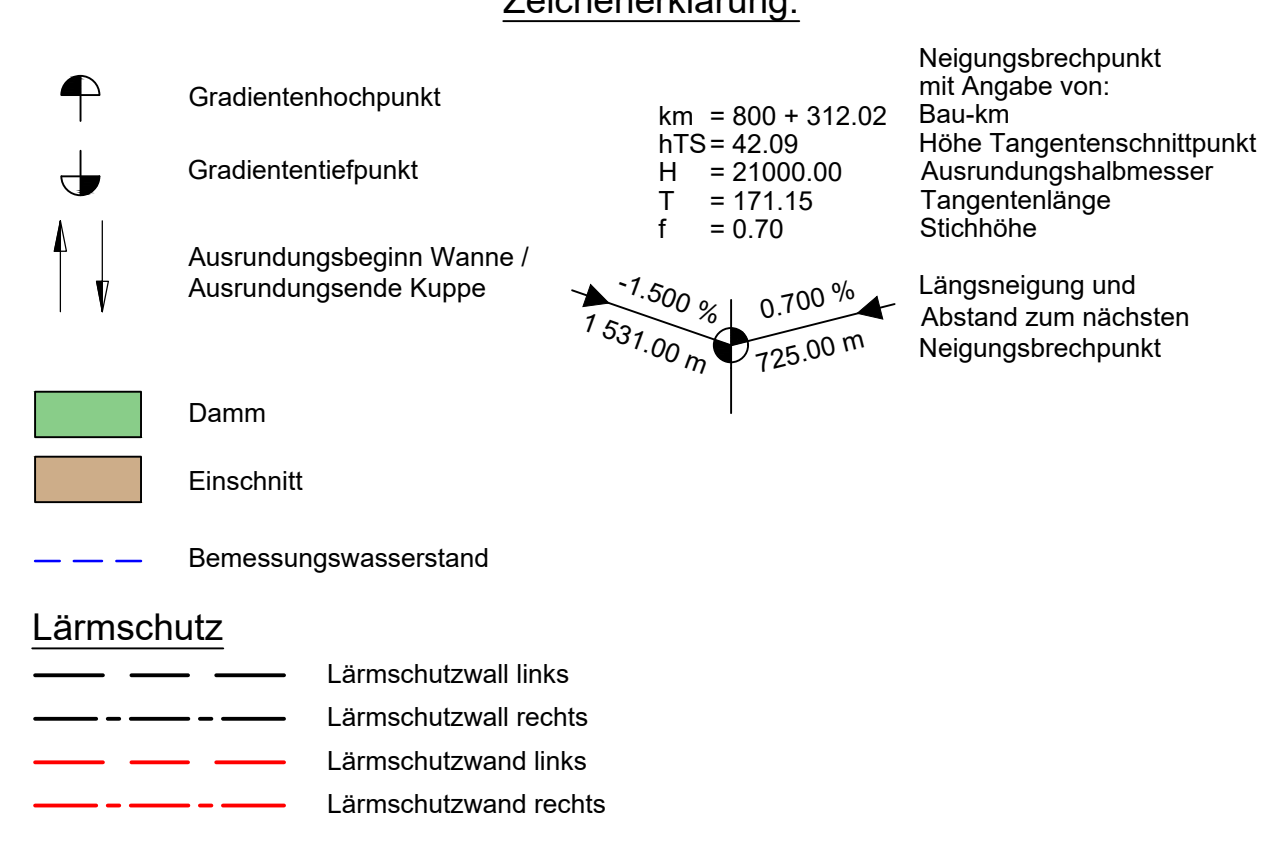 Zeichenerklärung:
Gradientenhochpunkt
Gradiententiefpunkt
Ausrundungsbeginn Wanne /
Ausrundungsende Kuppe
Damm
Einschnitt
Bemessungswasserstand
Neigungsbrechpunkt
mit Angabe von:
km = 800 + 312.02 Bau-km
hTS = 42.09 Höhe Tangentenschnittpunkt
H = 21000.00 Ausrundungshalbmesser
T = 171.15 Tangentenlänge
f = 0.70 Stichhöhe
-1.500 %
1 531.00 m
0.700 %
725.00 m
Längsneigung und
Abstand zum nächsten
Neigungsbrechpunkt
Lärmschutz
Lärmschutzwall links
Lärmschutzwall rechts
Lärmschutzwand links
Lärmschutzwand rechts